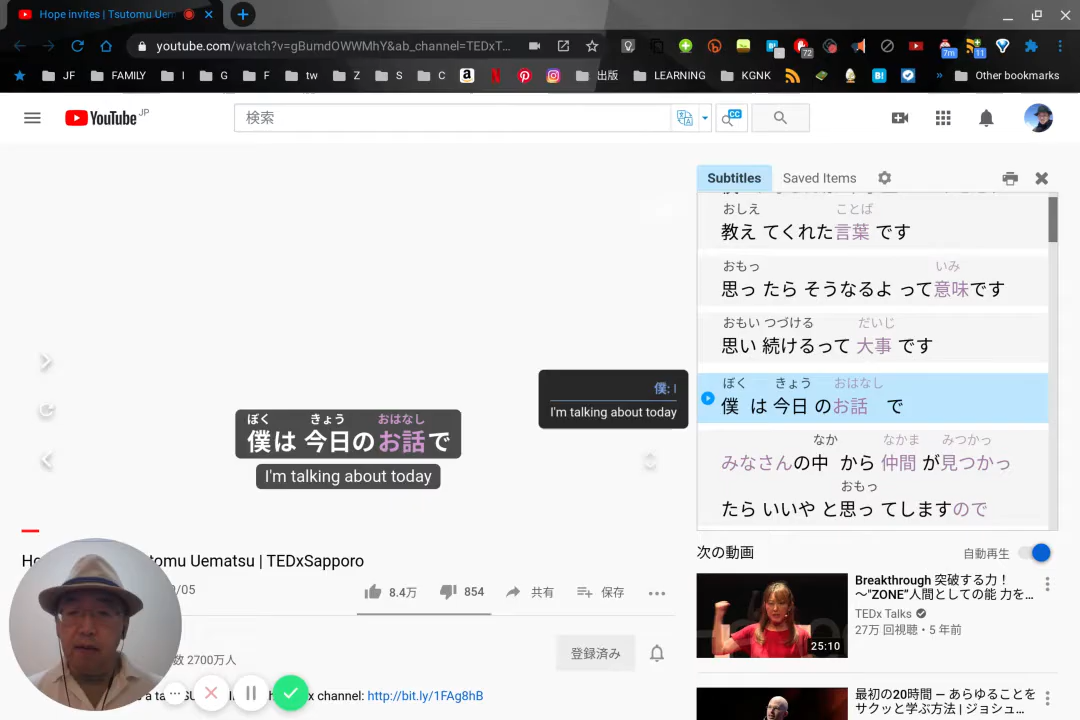 Hope invites | Tsutomu Uem
youtube.com/watch?v=gBumdOWWMhY&ab_channel=TEDxT...
72
7m
11
JF
FAMILY
I
G
F
tw
Z
S
C
出版
LEARNING
KGNK
»
Other bookmarks
YouTube JP
検索
CC
Subtitles
Saved Items
おしえ ことば
教え てくれた言葉 です
おもっ いみ
思っ たら そうなるよ って意味です
おもい つづける だいじ
思い 続けるって 大事 です
ぼく きょう おはなし
僕 は 今日 のお話 で
なか なかま みつかっ
みなさんの中 から 仲間 が見つかっ
おもっ
たら いいや と思っ てしますので
僕: I
I'm talking about today
ぼく きょう おはなし
僕は 今日のお話で
I'm talking about today
tomu Uematsu | TEDxSapporo
/05
8.4万
854
共有
保存
数 2700万人
登録済み
x channel: http://bit.ly/1FAg8hB
次の動画
自動再生
Breakthrough 突破する力！
～"ZONE"人間としての能 力を...
TEDx Talks
27万 回視聴・5 年前
25:10
最初の20時間 — あらゆることを
サクッと学ぶ方法 | ジョシュ...